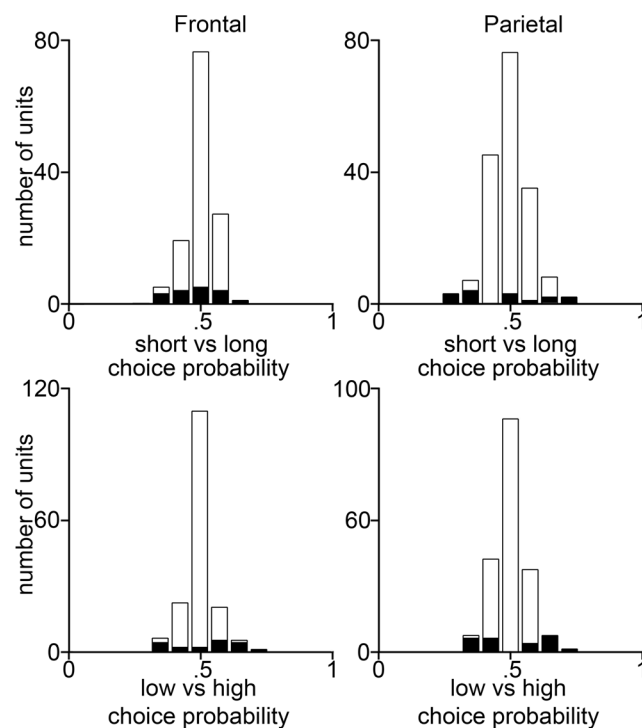 Frontal
Parietal
number of units
80
40
0
0
.5
1
short vs long
choice probability
80
40
0
0
.5
1
short vs long
choice probability
number of units
120
60
0
0
.5
1
low vs high
choice probability
100
60
0
0
.5
1
low vs high
choice probability